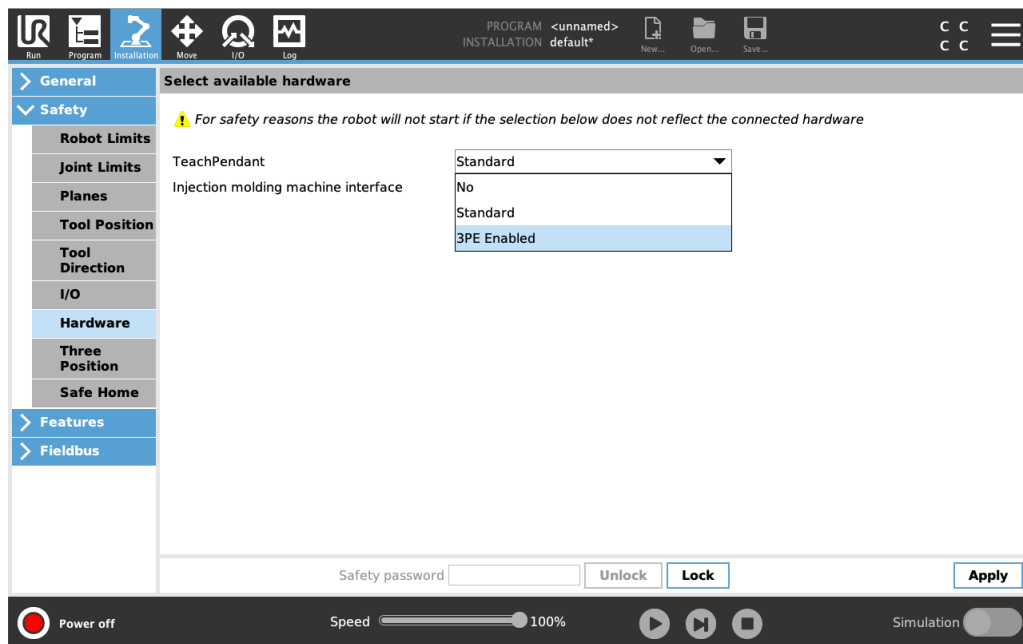 UR
Run
Program
Installation
Move
I/O
Log
PROGRAM <unnamed>
INSTALLATION default*
New...
Open...
Save...
C C
C C
General
Safety
Robot Limits
Joint Limits
Planes
Tool Position
Tool
Direction
I/O
Hardware
Three
Position
Safe Home
Features
Fieldbus
Select available hardware
For safety reasons the robot will not start if the selection below does not reflect the connected hardware
TeachPendant
Standard
Injection molding machine interface
No
Standard
3PE Enabled
Safety password
Unlock
Lock
Apply
Power off
Speed
100%
Simulation